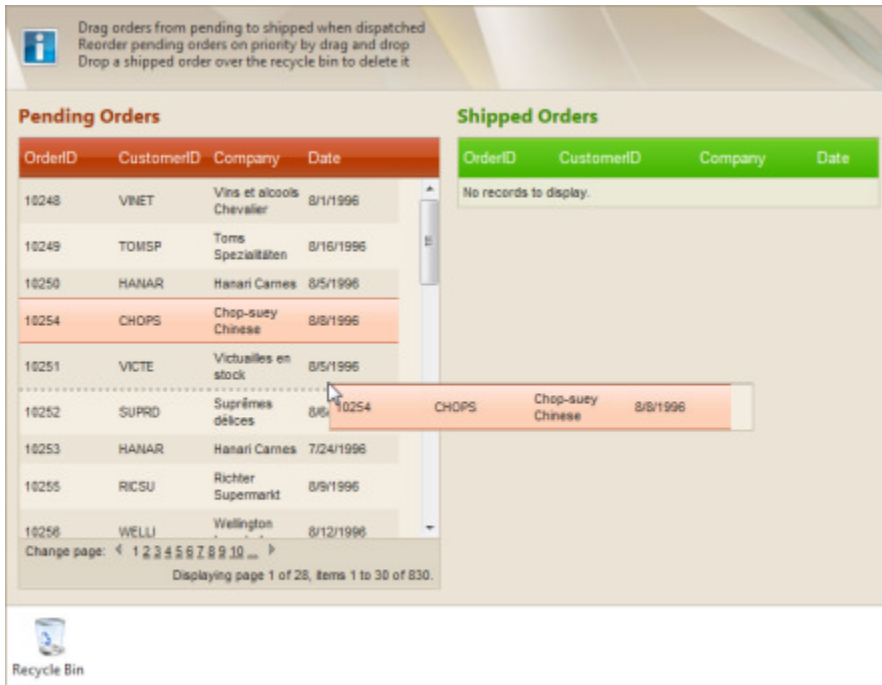 Drag orders from pending to shipped when dispatched
Reorder pending orders on priority by drag and drop
Drop a shipped order over the recycle bin to delete it
Pending Orders
OrderID CustomerID Company Date
10248 VINET Vins et alcools Chevalier 8/1/1996
10249 TOMSP Toms Spezialitäten 8/16/1996
10250 HANAR Hanari Carnes 8/5/1996
10254 CHOPS Chop-suey Chinese 8/8/1996
10251 VICTE Victuailles en stock 8/5/1996
10252 SUPRD Suprêmes délices
10253 HANAR Hanari Carnes 7/24/1996
10255 RICSU Richter Supermarkt 8/9/1996
10256 WELLI Wellington 8/12/1996
Change page: 1 2 3 4 5 6 7 8 9 10 ...
Displaying page 1 of 28, items 1 to 30 of 830.
Shipped Orders
OrderID CustomerID Company Date
No records to display.
10254 CHOPS Chop-suey Chinese 8/8/1996
Recycle Bin